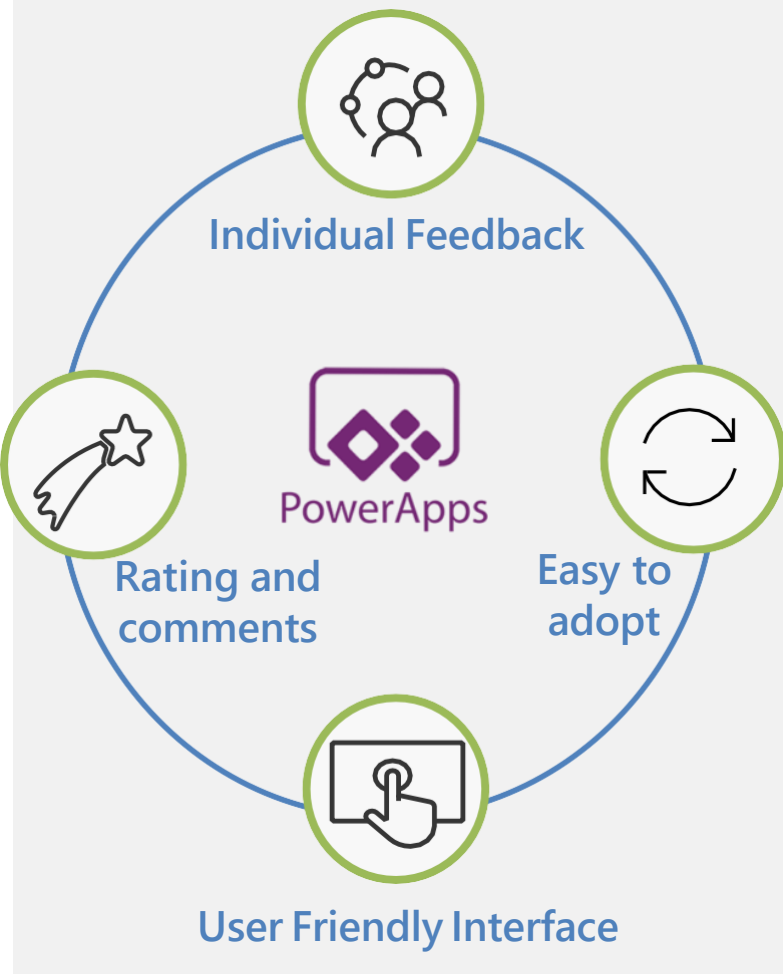 Individual Feedback
PowerApps
Rating and
comments
Easy to
adopt
User Friendly Interface